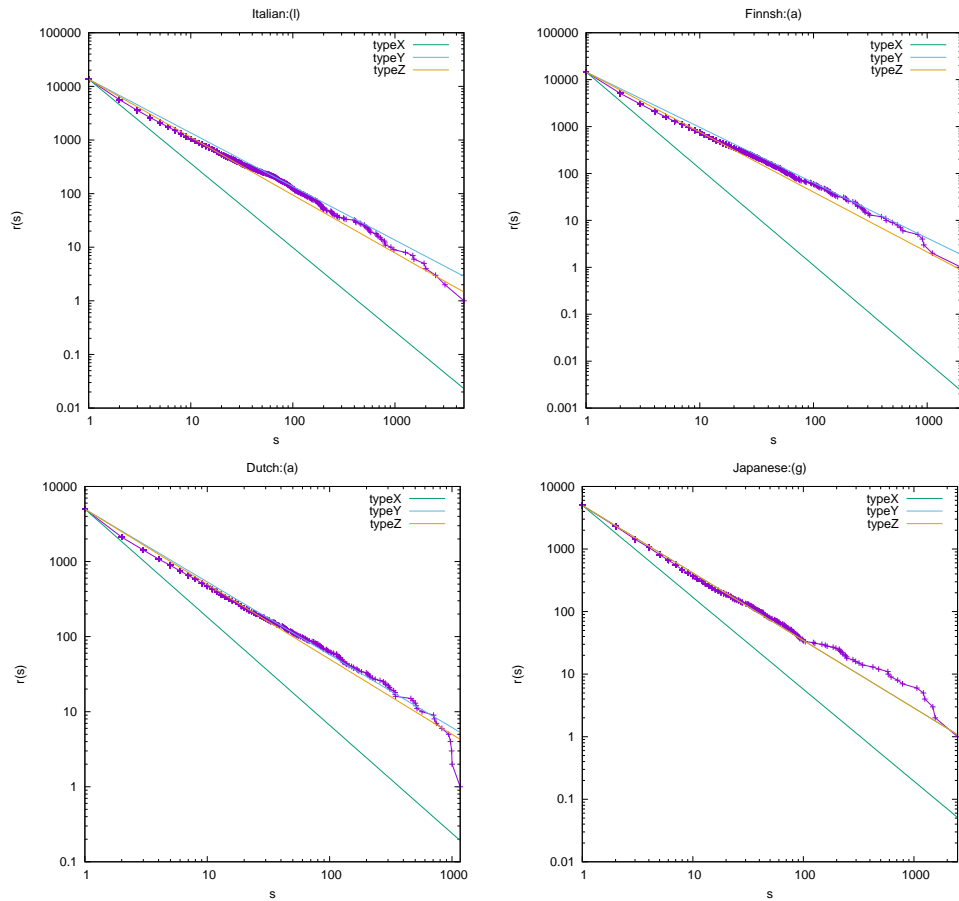 Italian:(l)
typeX
typeY
typeZ
100000
10000
1000
100
10
1
0.1
0.01
r(s)
1
10
100
1000
s
Finnsh:(a)
typeX
typeY
typeZ
100000
10000
1000
100
10
1
0.1
0.01
0.001
r(s)
1
10
100
1000
s
Dutch:(a)
typeX
typeY
typeZ
10000
1000
100
10
1
0.1
r(s)
1
10
100
1000
s
Japanese:(g)
typeX
typeY
typeZ
10000
1000
100
10
1
0.1
0.01
r(s)
1
10
100
1000
s